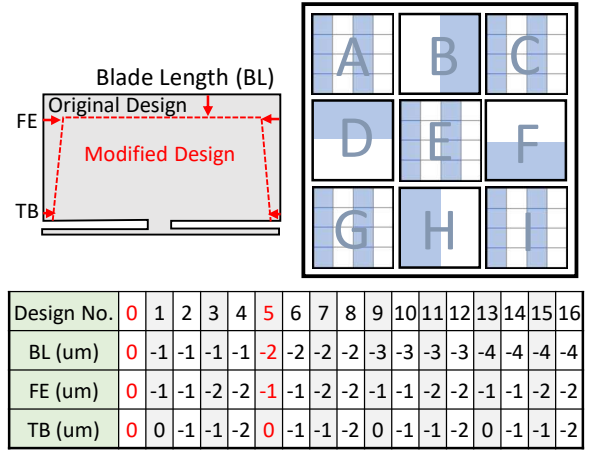 Blade Length (BL)
Original Design
FE
Modified Design
TB
A B C
D E F
G H I
Design No. 0 1 2 3 4 5 6 7 8 9 10 11 12 13 14 15 16
BL (um) 0 -1 -1 -1 -1 -2 -2 -2 -2 -3 -3 -3 -3 -4 -4 -4 -4
FE (um) 0 -1 -1 -2 -2 -1 -1 -2 -2 -1 -1 -2 -2 -1 -1 -2 -2
TB (um) 0 0 -1 -1 -2 0 -1 -1 -2 0 -1 -1 -2 0 -1 -1 -2